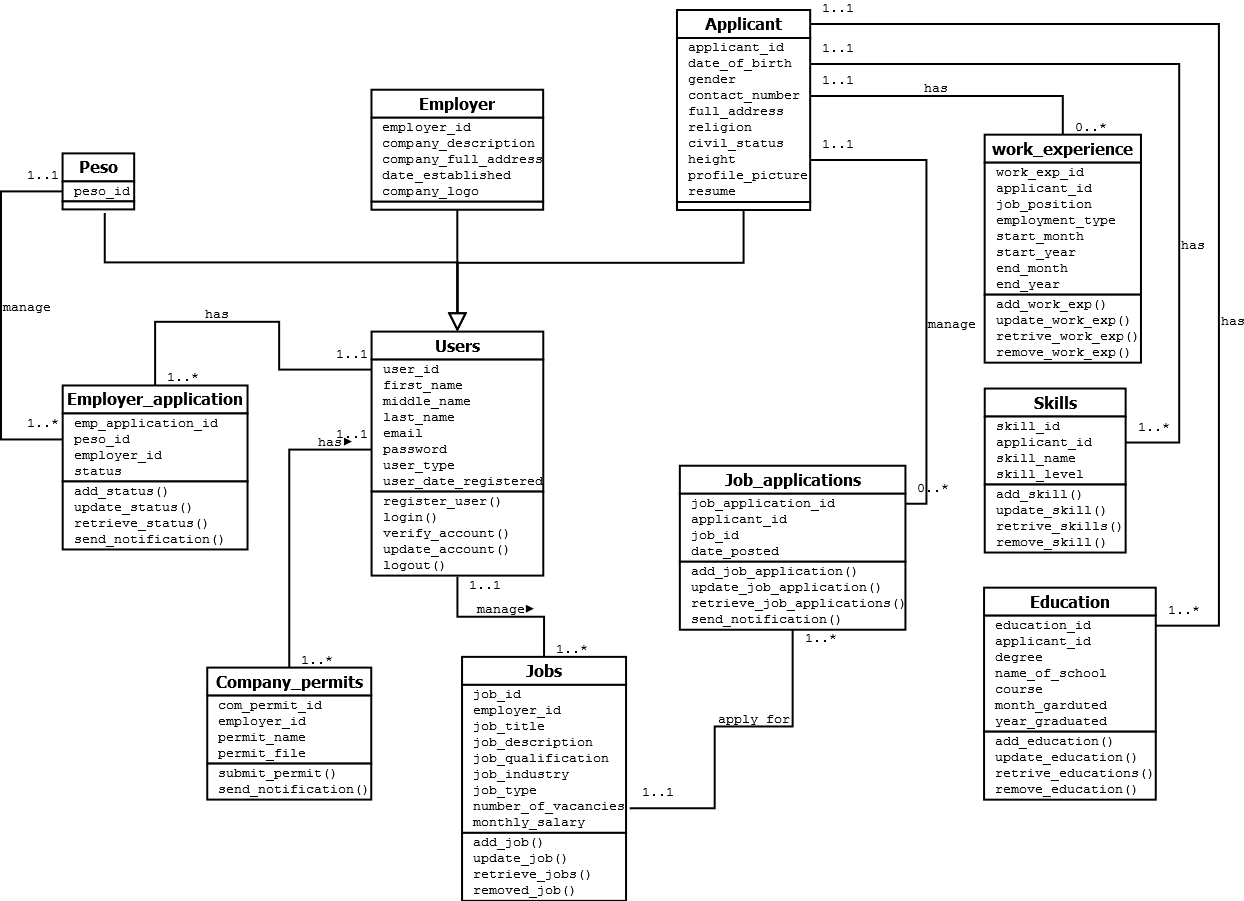 Applicant
applicant_id
date_of_birth
gender
contact_number
full_address
religion
civil_status
height
profile_picture
resume
1..1
1..1
1..1
has
0..*
1..1
manage
0..*
has
1..*
has
1..*
Employer
employer_id
company_description
company_full_address
date_established
company_logo
Peso
peso_id
1..1
manage
1..*
work_experience
work_exp_id
applicant_id
job_position
employment_type
start_month
start_year
end_month
end_year
add_work_exp()
update_work_exp()
retrive_work_exp()
remove_work_exp()
has
1..1
1..*
Users
user_id
first_name
middle_name
last_name
email
password
user_type
user_date_registered
register_user()
login()
verify_account()
update_account()
logout()
Employer_application
emp_application_id
peso_id
employer_id
status
add_status()
update_status()
retrieve_status()
send_notification()
1..1
has
1..*
Skills
skill_id
applicant_id
skill_name
skill_level
add_skill()
update_skill()
retrive_skills()
remove_skill()
Job_applications
job_application_id
applicant_id
job_id
date_posted
add_job_application()
update_job_application()
retrieve_job_applications()
send_notification()
1..*
apply for
1..1
1..1
manage
1..*
Education
education_id
applicant_id
degree
name_of_school
course
month_garduted
year_graduated
add_education()
update_education()
retrive_educations()
remove_education()
Company_permits
com_permit_id
employer_id
permit_name
permit_file
submit_permit()
send_notification()
Jobs
job_id
employer_id
job_title
job_description
job_qualification
job_industry
job_type
number_of_vacancies
monthly_salary
add_job()
update_job()
retrieve_jobs()
removed_job()